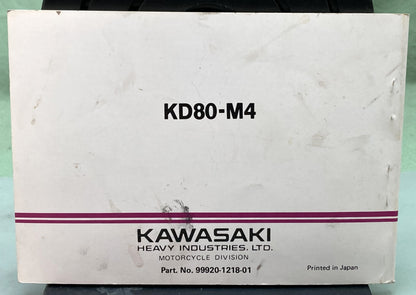 KD80-M4
KAWASAKI
HEAVY INDUSTRIES. LTD.
MOTORCYCLE DIVISION
Part. No. 99920-1218-01
Printed in Japan